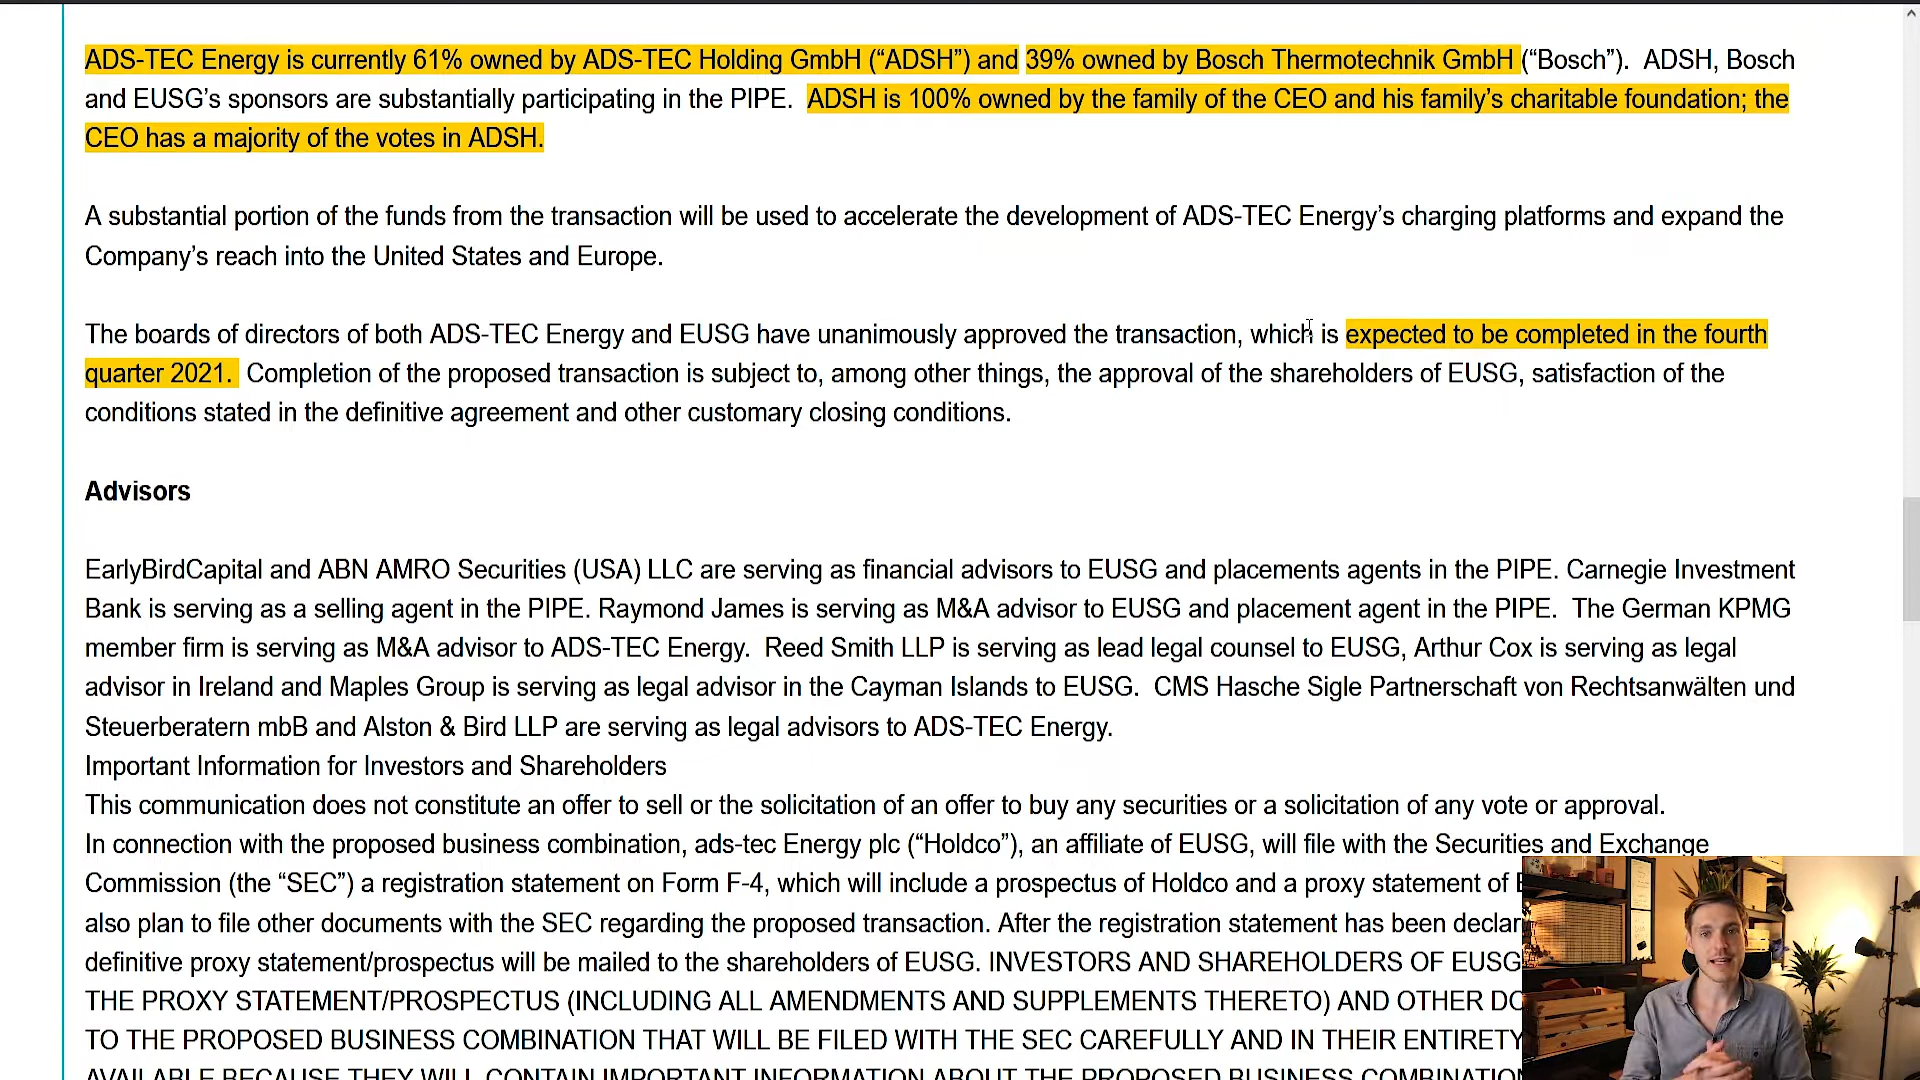 ADS-TEC Energy is currently 61% owned by ADS-TEC Holding GmbH (“ADSH”) and 39% owned by Bosch Thermotechnik GmbH (“Bosch”).  ADSH, Bosch
and EUSG’s sponsors are substantially participating in the PIPE.  ADSH is 100% owned by the family of the CEO and his family’s charitable foundation; the
CEO has a majority of the votes in ADSH.
A substantial portion of the funds from the transaction will be used to accelerate the development of ADS-TEC Energy’s charging platforms and expand the
Company’s reach into the United States and Europe.
The boards of directors of both ADS-TEC Energy and EUSG have unanimously approved the transaction, which is expected to be completed in the fourth
quarter 2021.  Completion of the proposed transaction is subject to, among other things, the approval of the shareholders of EUSG, satisfaction of the
conditions stated in the definitive agreement and other customary closing conditions.
Advisors
EarlyBirdCapital and ABN AMRO Securities (USA) LLC are serving as financial advisors to EUSG and placements agents in the PIPE. Carnegie Investment
Bank is serving as a selling agent in the PIPE. Raymond James is serving as M&A advisor to EUSG and placement agent in the PIPE.  The German KPMG
member firm is serving as M&A advisor to ADS-TEC Energy.  Reed Smith LLP is serving as lead legal counsel to EUSG, Arthur Cox is serving as legal
advisor in Ireland and Maples Group is serving as legal advisor in the Cayman Islands to EUSG.  CMS Hasche Sigle Partnerschaft von Rechtsanwälten und
Steuerberatern mbB and Alston & Bird LLP are serving as legal advisors to ADS-TEC Energy.
Important Information for Investors and Shareholders
This communication does not constitute an offer to sell or the solicitation of an offer to buy any securities or a solicitation of any vote or approval.
In connection with the proposed business combination, ads-tec Energy plc (“Holdco”), an affiliate of EUSG, will file with the Securities and Exchange
Commission (the “SEC”) a registration statement on Form F-4, which will include a prospectus of Holdco and a proxy statement of
also plan to file other documents with the SEC regarding the proposed transaction. After the registration statement has been declar
definitive proxy statement/prospectus will be mailed to the shareholders of EUSG. INVESTORS AND SHAREHOLDERS OF EUSG
THE PROXY STATEMENT/PROSPECTUS (INCLUDING ALL AMENDMENTS AND SUPPLEMENTS THERETO) AND OTHER DO
TO THE PROPOSED BUSINESS COMBINATION THAT WILL BE FILED WITH THE SEC CAREFULLY AND IN THEIR ENTIRETY
AVAILABLE BECAUSE THEY WILL CONTAIN IMPORTANT INFORMATION ABOUT THE PROPOSED BUSINESS COMBINATION